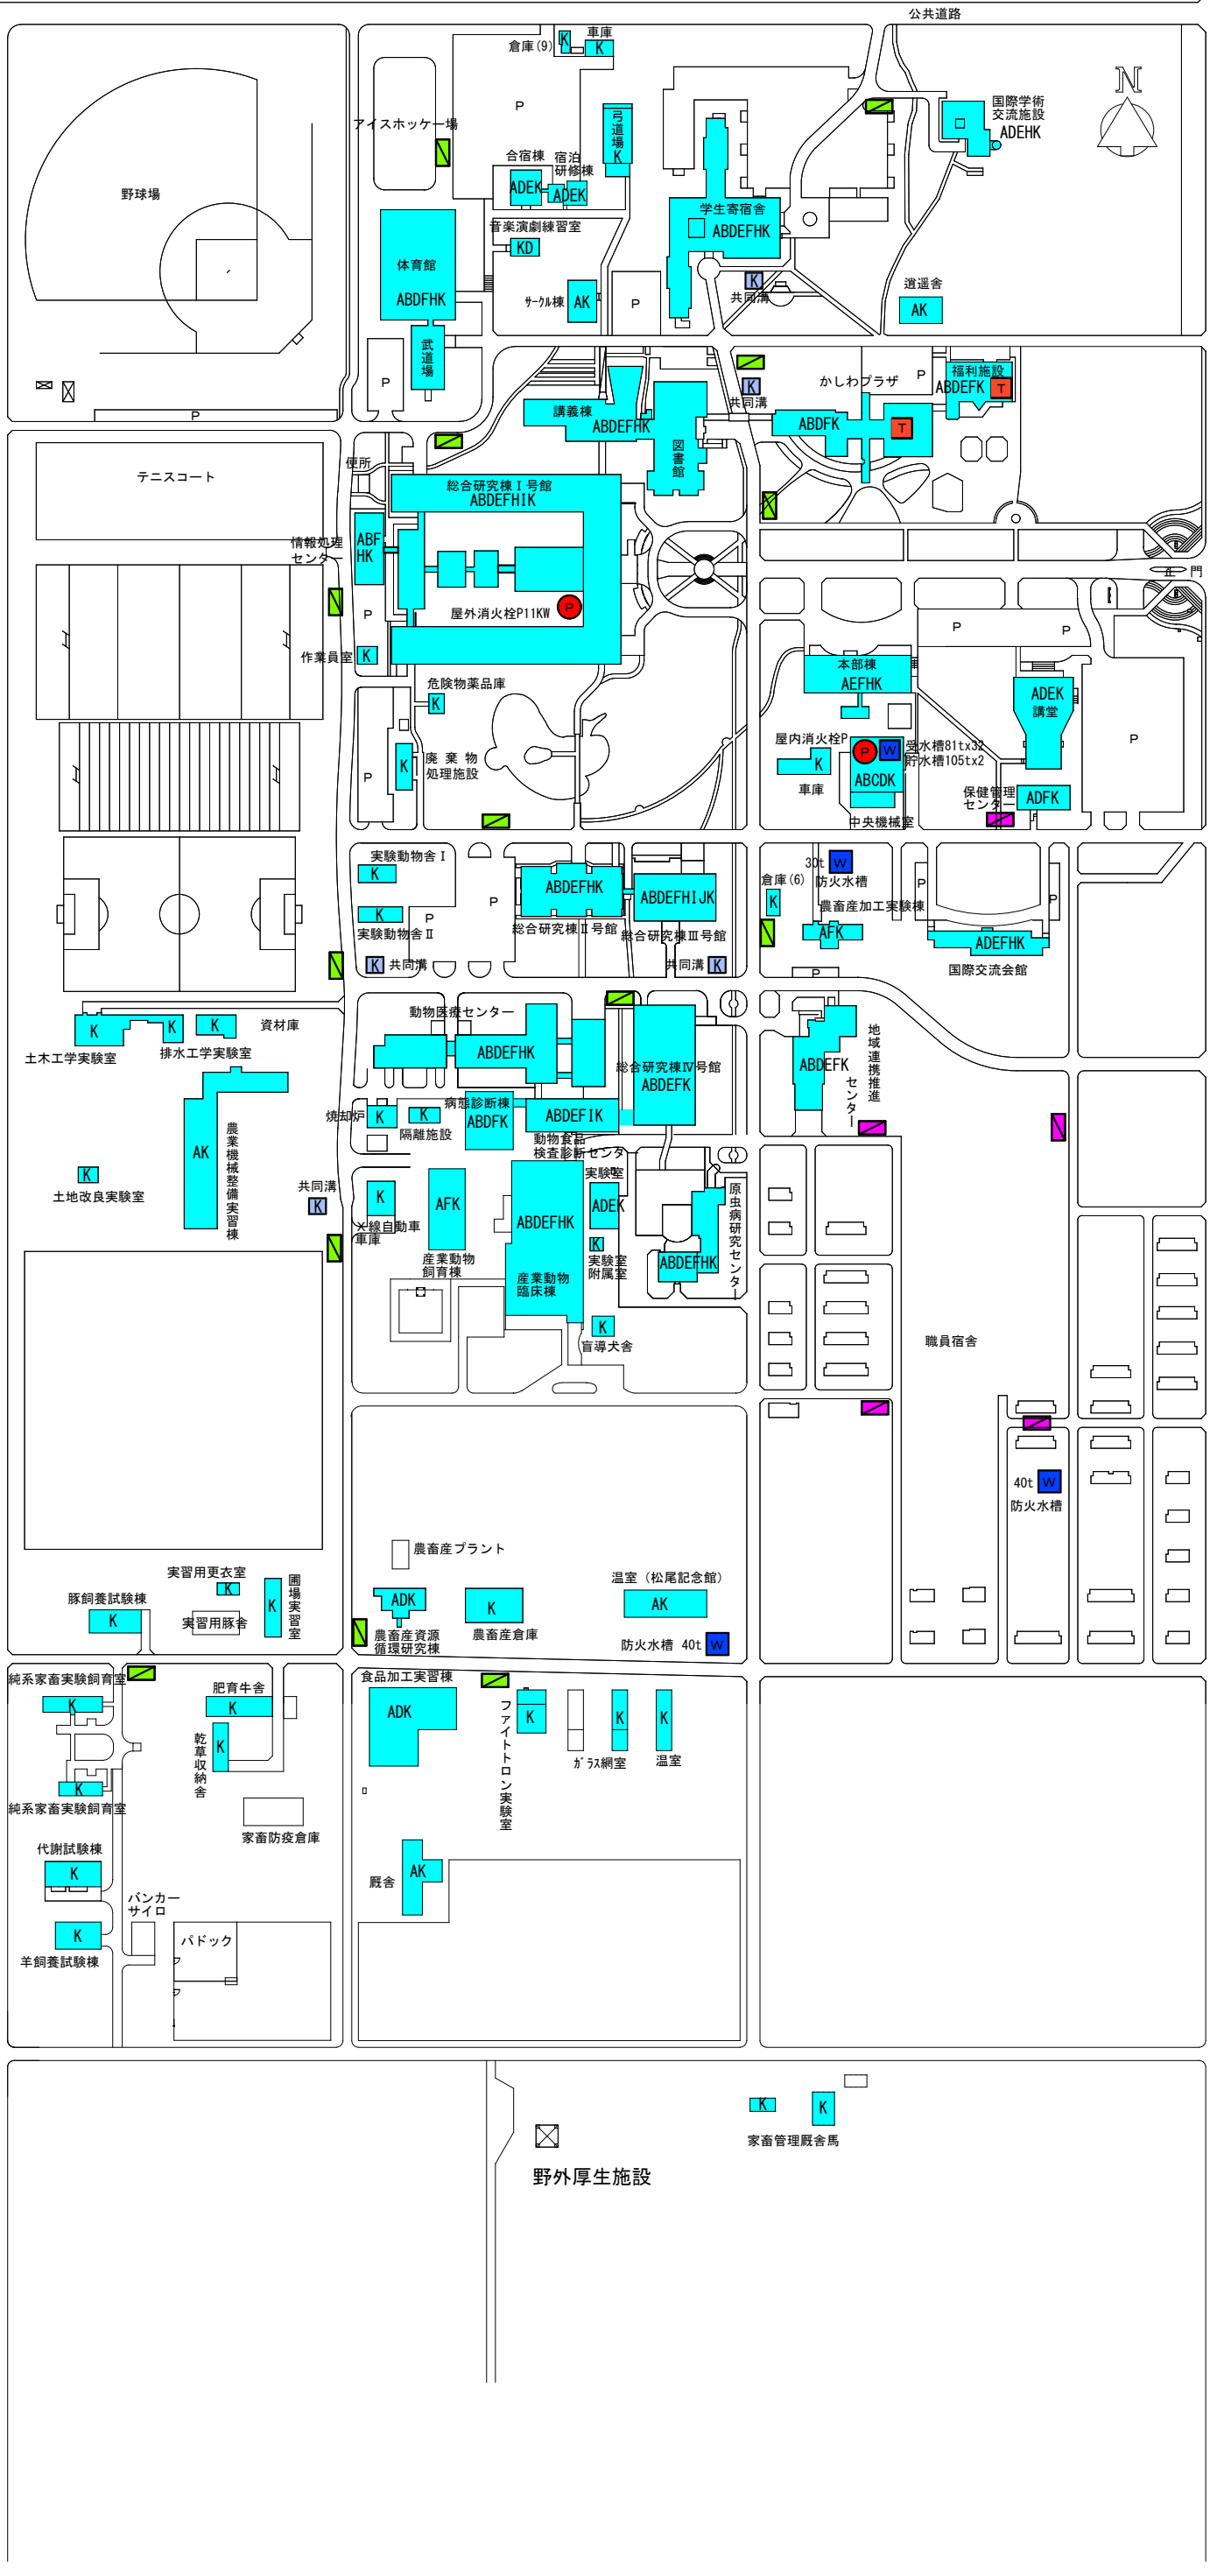 公共道路
車庫
倉庫(9)
K
K
P
N
国際学術
交流施設
ADEHK
アイスホッケー場
弓道場
K
合宿棟
宿泊
研修棟
ADEK
ADEK
野球場
学生寄宿舎
ABDEFHK
音楽演劇練習室
KD
体育館
ABDFHK
サークル棟
AK
P
K
共同溝
逍遥舎
AK
武道場
P
K
共同溝
かしわプラザ
P
福利施設
ABDEFK
T
講義棟
ABDEFHK
図書館
ABDFK
T
P
便所
テニスコート
総合研究棟Ⅰ号館
ABDEFHIK
情報処理
センター
ABF
HK
正門
屋外消火栓P11KW
P
P
P
P
作業員室
K
本部棟
AEFHK
ADEK
講堂
危険物薬品庫
K
屋内消火栓P
P
W
受水槽81tx32
貯水槽105tx2
P
P
K
廃棄物
処理施設
K
車庫
ABCDK
中央機械室
保健管理
センター
ADFK
実験動物舎Ⅰ
K
30t
W
防火水槽
倉庫(6)
K
ABDEFHK
ABDEFHIJK
P
P
P
P
K
実験動物舎Ⅱ
総合研究棟Ⅱ号館
総合研究棟Ⅲ号館
農畜産加工実験棟
AFK
ADEFHK
国際交流会館
K
共同溝
共同溝
K
P
動物医療センター
ABDEFHK
K
K
K
資材庫
土木工学実験室
排水工学実験室
総合研究棟Ⅳ号館
ABDEFK
ABDEFK
地域連携推進
センター
焼却炉
K
K
隔離施設
病態診断棟
ABDFK
ABDEFIK
動物食品
検査診断センター
AK
農業機械整備実習棟
K
土地改良実験室
共同溝
K
K
X線自動車
車庫
AFK
産業動物
飼育棟
ABDEFHK
産業動物
臨床棟
実験室
ADEK
K
実験室
附属室
原虫病研究センター
ABDEFHK
K
盲導犬舎
職員宿舎
40t
W
防火水槽
農畜産プラント
実習用更衣室
K
圃場実習室
K
豚飼養試験棟
K
実習用豚舎
ADK
農畜産資源
循環研究棟
K
農畜産倉庫
温室(松尾記念館)
AK
防火水槽 40t
W
純系家畜実験飼育室
K
肥育牛舎
K
乾草収納舎
K
食品加工実習棟
ADK
ファイトトロン実験室
K
K
ガラス網室
K
温室
K
純系家畜実験飼育室
家畜防疫倉庫
代謝試験棟
K
厩舎
AK
バンカー
サイロ
K
羊飼養試験棟
パドック
K
K
家畜管理厩舎馬
野外厚生施設